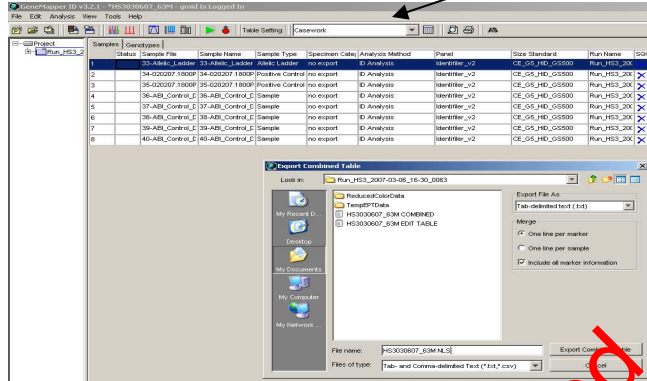 GeneMapper ID v3.2.1 - *HS3030607_63M - gmid Is Logged In
File Edit Analysis View Tools Help
Table Setting: Casework
Project
Run_HS3_2
Samples Genotypes
Status Sample File Sample Name Sample Type Specimen Categ Analysis Method Panel Size Standard Run Name SQ
1 33-Allelic_Ladder 33-Allelic_Ladder Allelic Ladder no export ID Analysis Identifiler_v2 CE_G5_HID_GS500 Run_HS3_200
2 34-020207.1800P 34-020207.1800P Positive Control no export ID Analysis Identifiler_v2 CE_G5_HID_GS500 Run_HS3_200
3 35-020207.1800P 35-020207.1800P Positive Control no export ID Analysis Identifiler_v2 CE_G5_HID_GS500 Run_HS3_200
4 36-ABI_Control_D 36-ABI_Control_D Sample no export ID Analysis Identifiler_v2 CE_G5_HID_GS500 Run_HS3_200
5 37-ABI_Control_D 37-ABI_Control_D Sample no export ID Analysis Identifiler_v2 CE_G5_HID_GS500 Run_HS3_200
6 38-ABI_Control_D 38-ABI_Control_D Sample no export ID Analysis Identifiler_v2 CE_G5_HID_GS500 Run_HS3_200
7 39-ABI_Control_D 39-ABI_Control_D Sample no export ID Analysis Identifiler_v2 CE_G5_HID_GS500 Run_HS3_200
8 40-ABI_Control_D 40-ABI_Control_D Sample no export ID Analysis Identifiler_v2 CE_G5_HID_GS500 Run_HS3_200
Export Combined Table
Look in: Run_HS3_2007-03-06_16-30_0063
My Recent D...
Desktop
My Documents
My Computer
My Network ...
ReducedColorData
TempEPTData
HS3030607_63M COMBINED
HS3030607_63M EDIT TABLE
Export File As
Tab-delimited text (.txt)
Merge
One line per marker
One line per sample
Include all marker information
File name: HS3030607_63M NLS
Files of type: Tab- and Comma-delimited Text (*.txt,*.csv)
Export Combined Table
Cancel